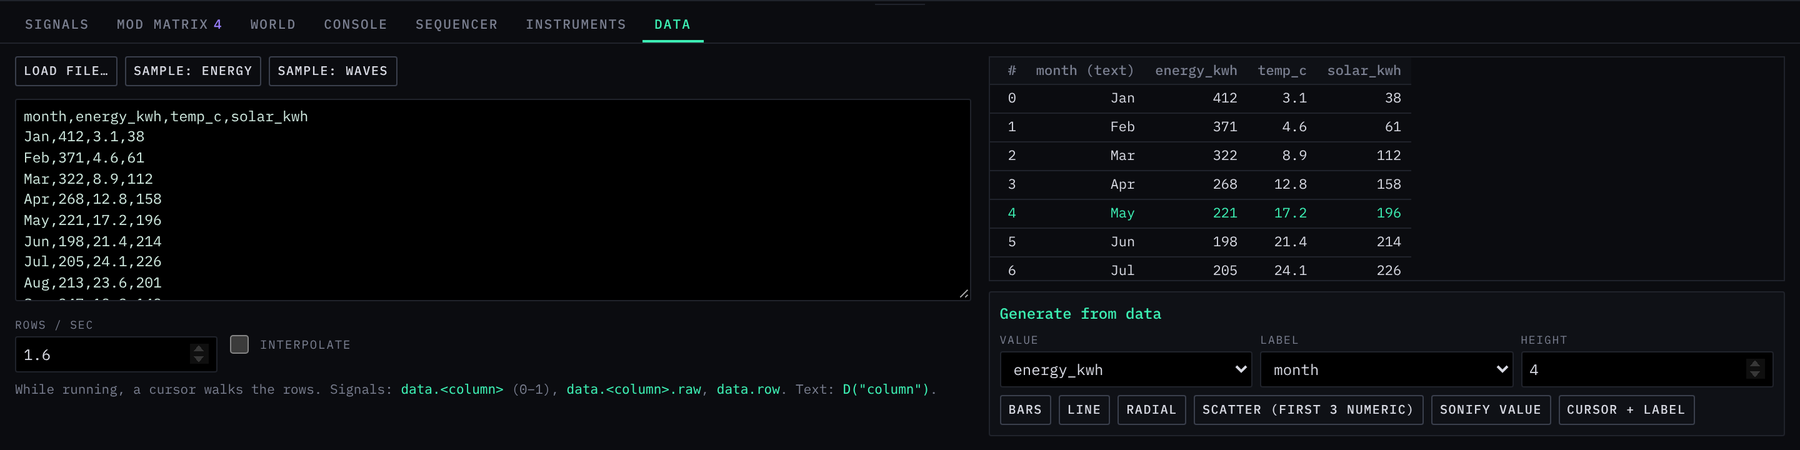 SIGNALS MOD MATRIX 4 WORLD CONSOLE SEQUENCER INSTRUMENTS DATA
LOAD FILE… SAMPLE: ENERGY SAMPLE: WAVES
month,energy_kwh,temp_c,solar_kwh
Jan,412,3.1,38
Feb,371,4.6,61
Mar,322,8.9,112
Apr,268,12.8,158
May,221,17.2,196
Jun,198,21.4,214
Jul,205,24.1,226
Aug,213,23.6,201
ROWS / SEC
1.6 INTERPOLATE
While running, a cursor walks the rows. Signals: data.<column> (0–1), data.<column>.raw, data.row. Text: D("column").
# month (text) energy_kwh temp_c solar_kwh
0 Jan 412 3.1 38
1 Feb 371 4.6 61
2 Mar 322 8.9 112
3 Apr 268 12.8 158
4 May 221 17.2 196
5 Jun 198 21.4 214
6 Jul 205 24.1 226
Generate from data
VALUE LABEL HEIGHT
energy_kwh month 4
BARS LINE RADIAL SCATTER (FIRST 3 NUMERIC) SONIFY VALUE CURSOR + LABEL